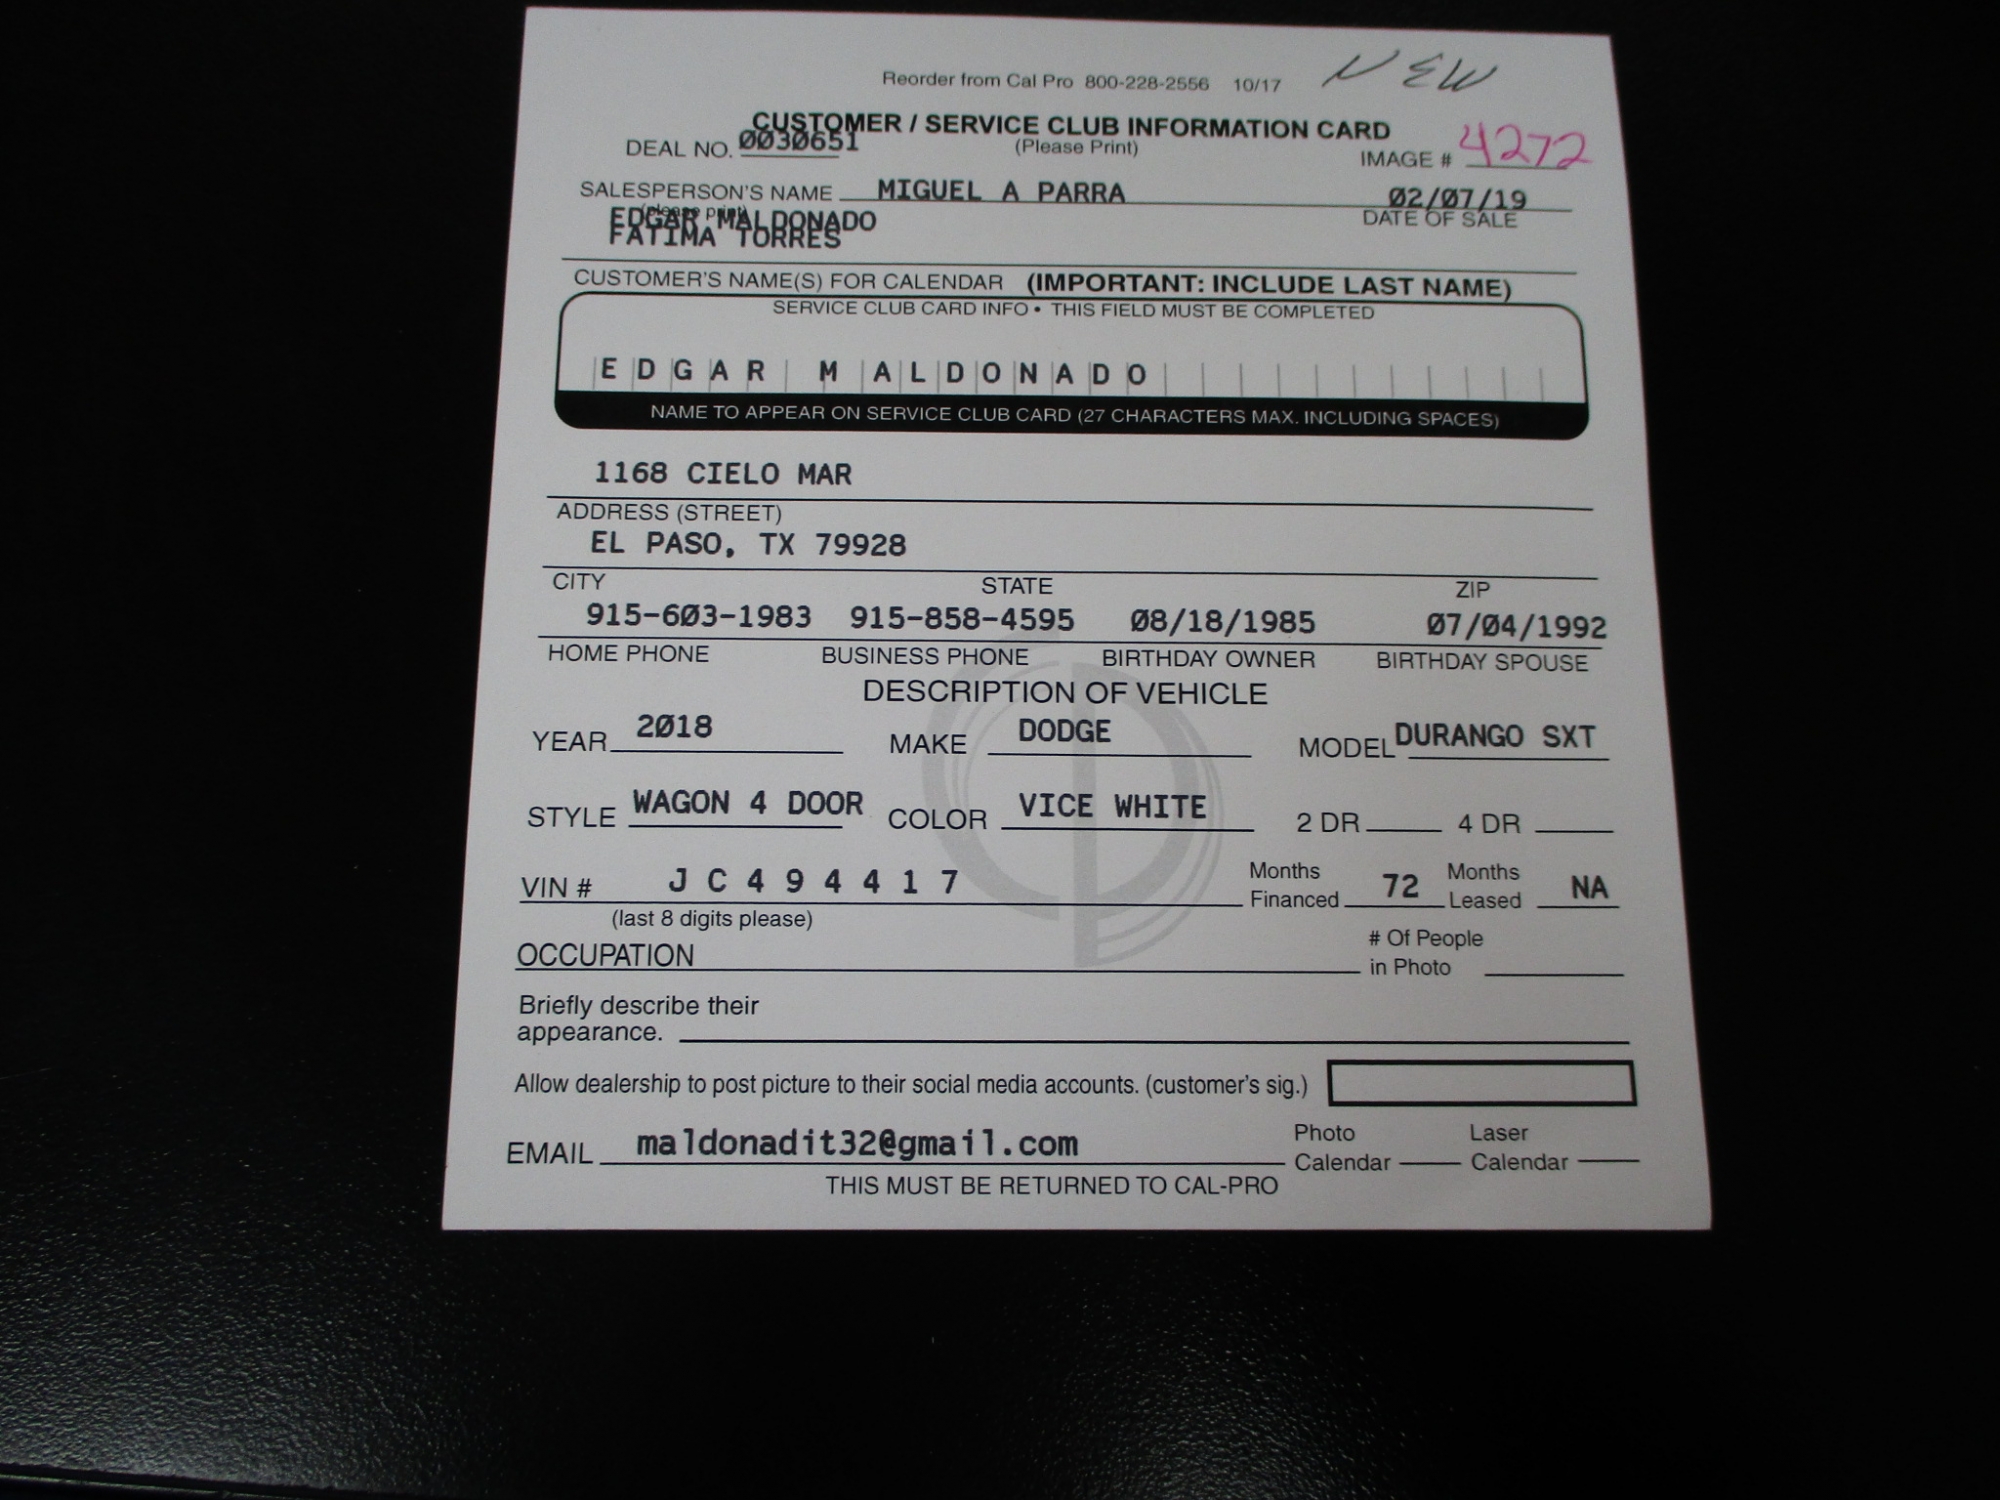 Reorder from Cal Pro 800-228-2556 10/17 NEW
CUSTOMER / SERVICE CLUB INFORMATION CARD
DEAL NO. 0030651 (Please Print) IMAGE # 4272
SALESPERSON'S NAME MIGUEL A PARRA 02/07/19
(please print) DATE OF SALE
EDGAR MALDONADO
FATIMA TORRES
CUSTOMER'S NAME(S) FOR CALENDAR (IMPORTANT: INCLUDE LAST NAME)
SERVICE CLUB CARD INFO • THIS FIELD MUST BE COMPLETED
EDGAR MALDONADO
NAME TO APPEAR ON SERVICE CLUB CARD (27 CHARACTERS MAX. INCLUDING SPACES)
1168 CIELO MAR
ADDRESS (STREET)
EL PASO, TX 79928
CITY STATE ZIP
915-603-1983 915-858-4595 08/18/1985 07/04/1992
HOME PHONE BUSINESS PHONE BIRTHDAY OWNER BIRTHDAY SPOUSE
DESCRIPTION OF VEHICLE
YEAR 2018 MAKE DODGE MODEL DURANGO SXT
STYLE WAGON 4 DOOR COLOR VICE WHITE 2 DR 4 DR
VIN # J C 4 9 4 4 1 7 Months Financed 72 Months Leased NA
(last 8 digits please)
OCCUPATION # Of People in Photo
Briefly describe their
appearance.
Allow dealership to post picture to their social media accounts. (customer's sig.)
EMAIL maldonadit32@gmail.com Photo Calendar Laser Calendar
THIS MUST BE RETURNED TO CAL-PRO